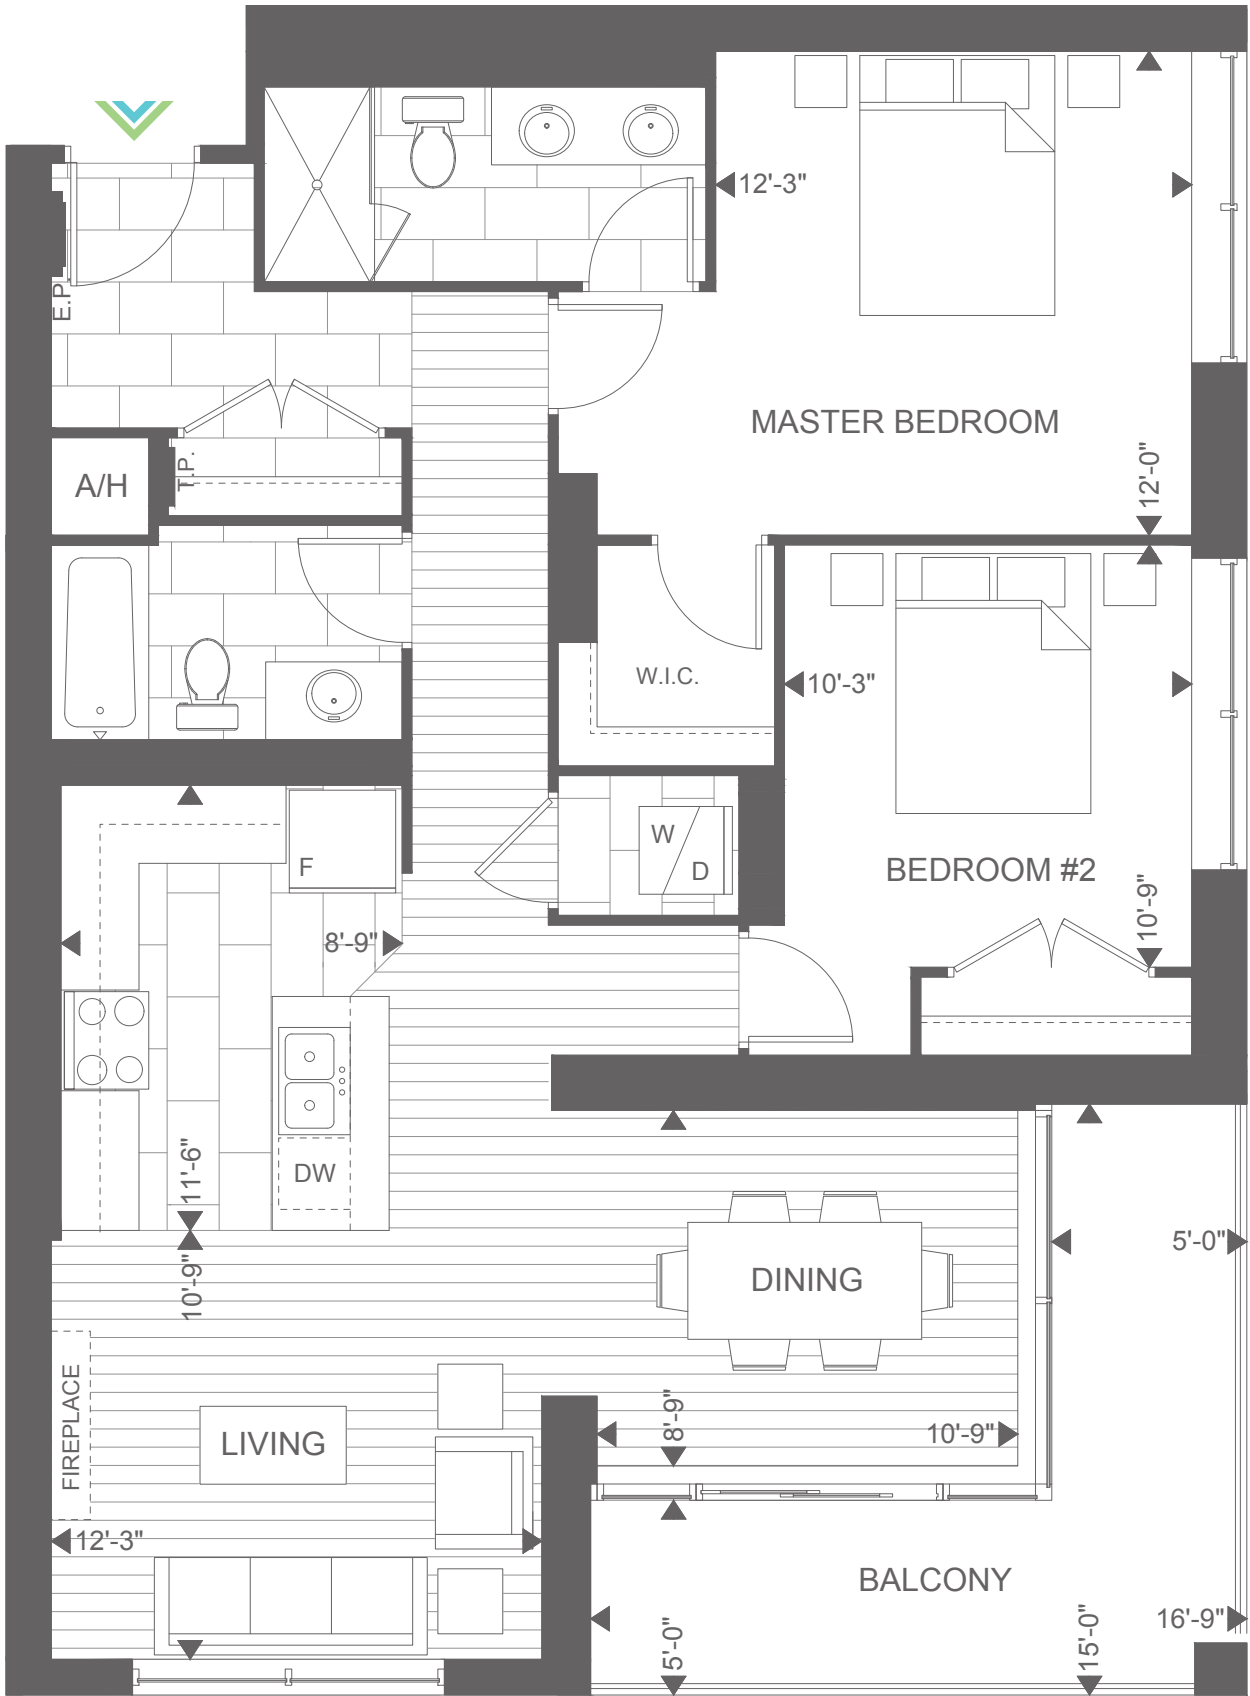 12'-3"
E.P.
MASTER BEDROOM
12'-0"
A/H
T.P.
W.I.C.
10'-3"
W
D
F
BEDROOM #2
10'-9"
8'-9"
11'-6"
DW
10'-9"
5'-0"
DINING
FIREPLACE
LIVING
8'-9"
10'-9"
12'-3"
BALCONY
5'-0"
15'-0"
16'-9"